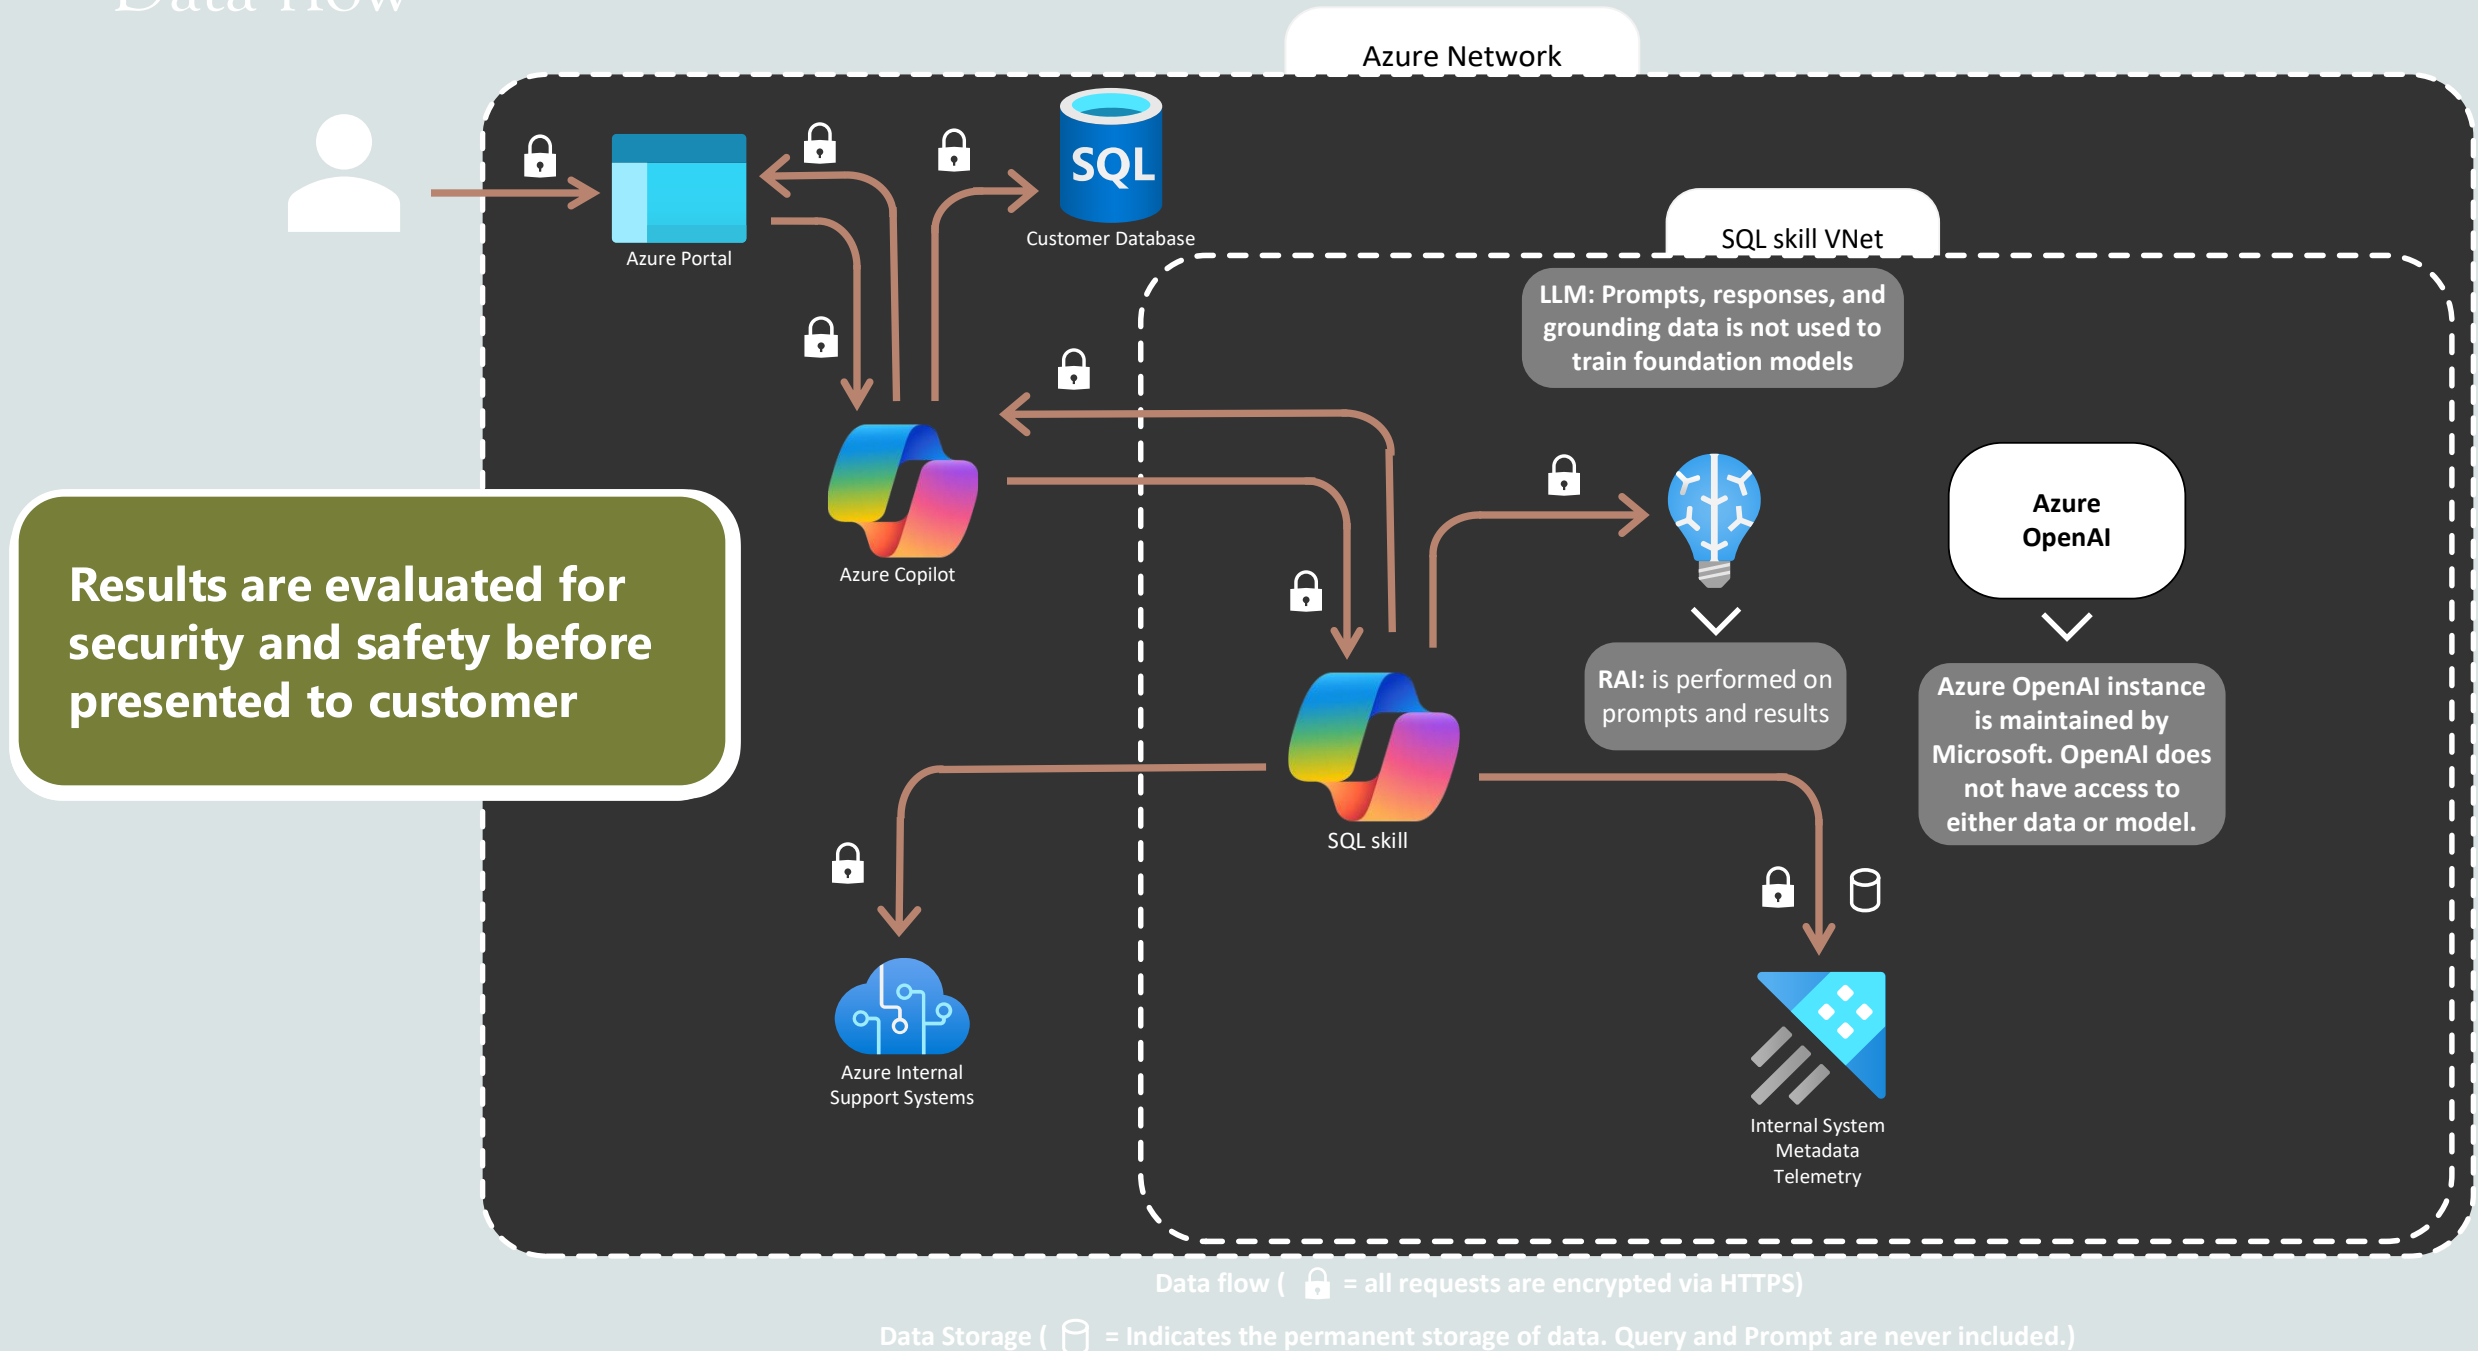 Data flow
Azure Network
SQL
Customer Database
Azure Portal
SQL skill VNet
LLM: Prompts, responses, and
grounding data is not used to
train foundation models
Azure
OpenAI
Azure Copilot
Results are evaluated for
security and safety before
presented to customer
RAI: is performed on
prompts and results
Azure OpenAI instance
is maintained by
Microsoft. OpenAI does
not have access to
either data or model.
SQL skill
Azure Internal
Support Systems
Internal System
Metadata
Telemetry
Data flow ( = all requests are encrypted via HTTPS)
Data Storage ( = Indicates the permanent storage of data. Query and Prompt are never included.)